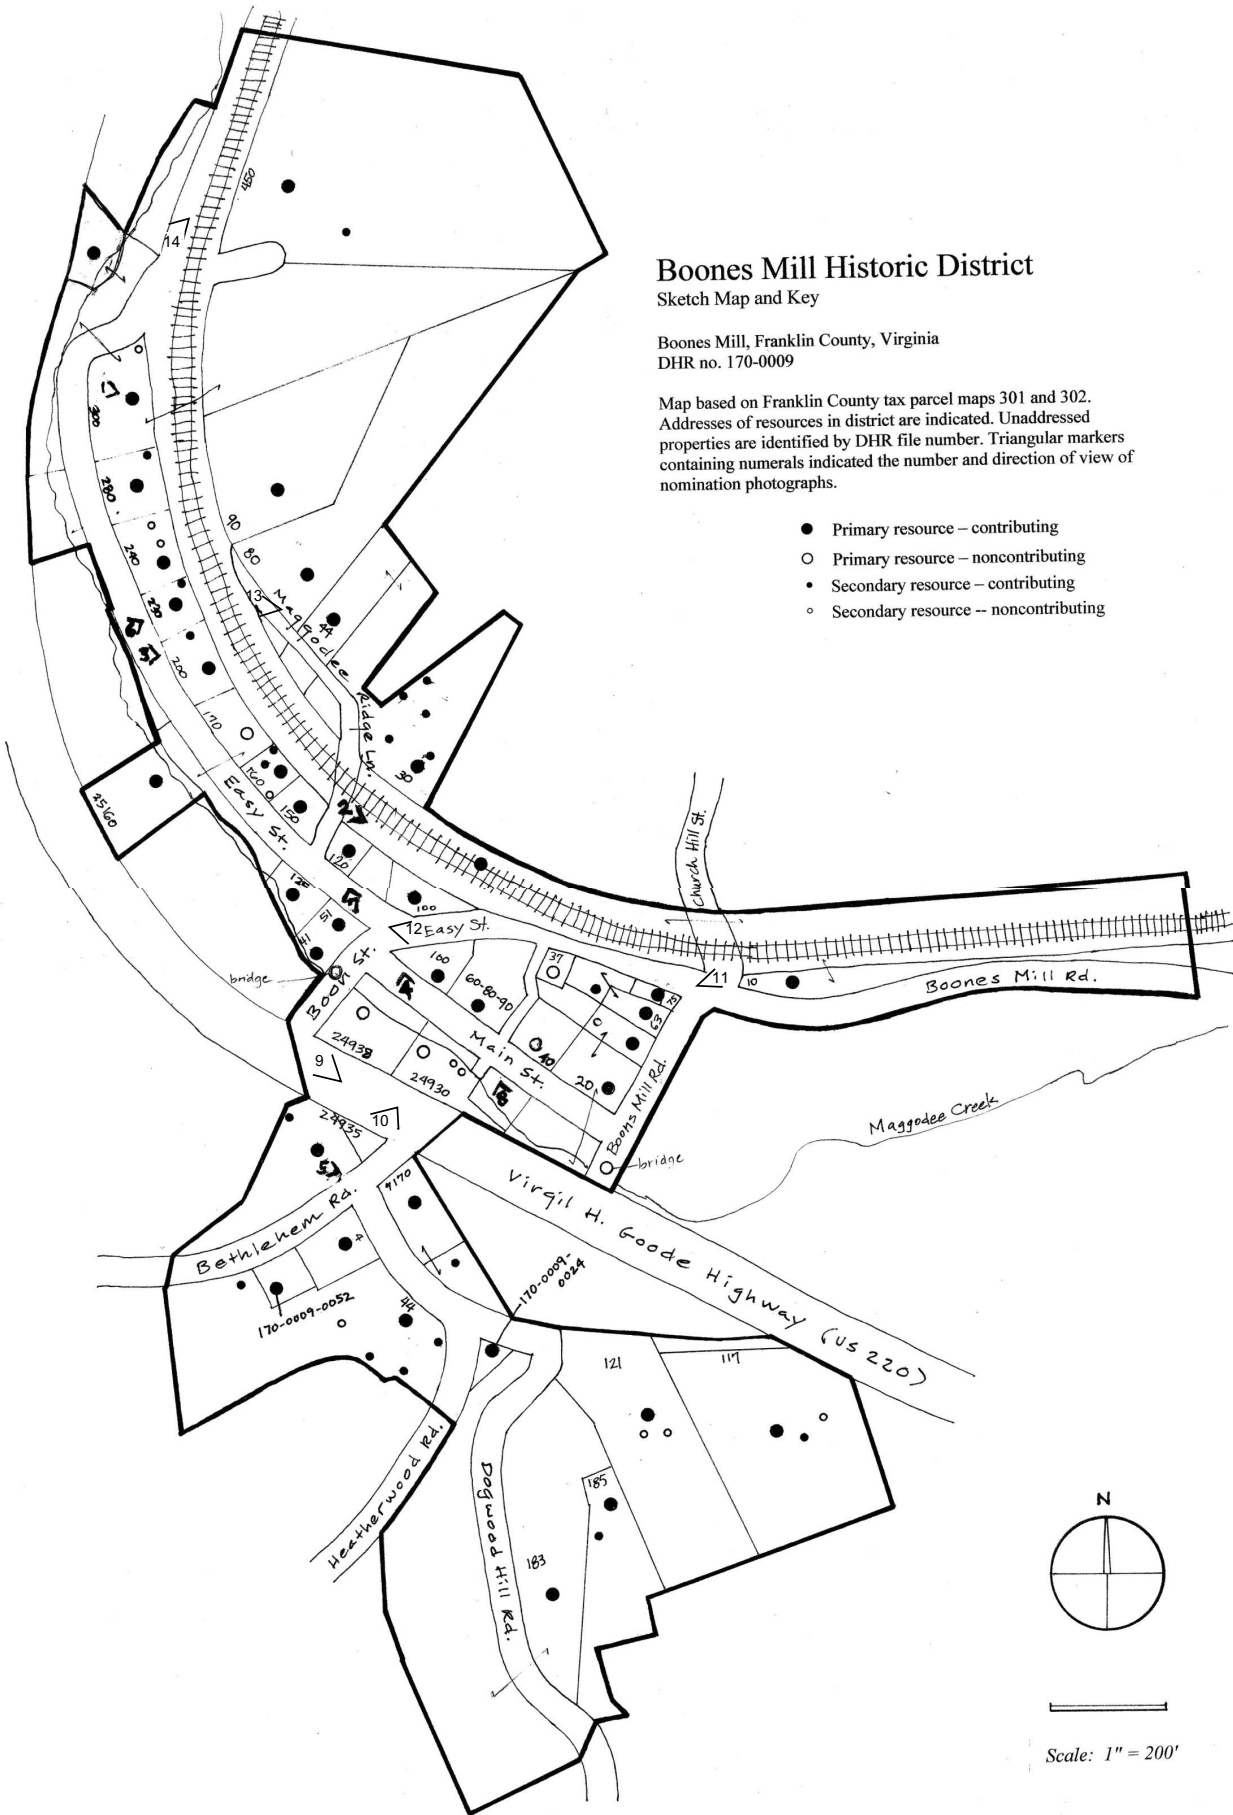 Boones Mill Historic District
Sketch Map and Key
Boones Mill, Franklin County, Virginia
DHR no. 170-0009
Map based on Franklin County tax parcel maps 301 and 302.
Addresses of resources in district are indicated. Unaddressed
properties are identified by DHR file number. Triangular markers
containing numerals indicated the number and direction of view of
nomination photographs.
Primary resource – contributing
Primary resource – noncontributing
Secondary resource – contributing
Secondary resource -- noncontributing
450
14
300
280
240
230
200
170
160
150
90
80
13
Maggodee Ridge Ln.
44
30
Easy St.
25160
120
100
51
41
12
Easy St.
bridge
Boon St.
100
60-80-90
37
75
63
40
20
Church Hill St.
11
10
Boones Mill Rd.
Main St.
Boones Mill Rd.
9
24938
24930
10
24935
bridge
Maggodee Creek
Virgil H. Goode Highway (US 220)
Bethlehem Rd.
4
170-0009-0052
44
170-0009-
0024
121
117
185
183
Heatherwood Rd.
Dogwood Hill Rd.
N
Scale: 1" = 200'